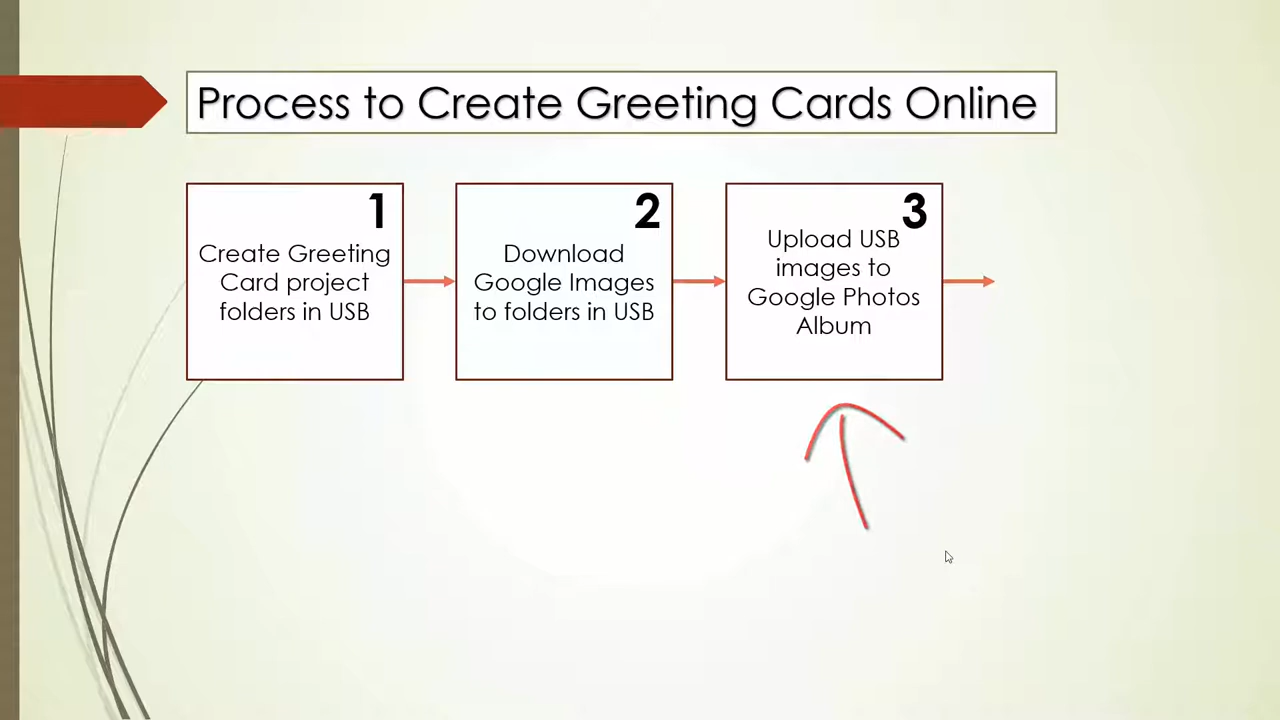 Process to Create Greeting Cards Online
1
Create Greeting
Card project
folders in USB
2
Download
Google Images
to folders in USB
3
Upload USB
images to
Google Photos
Album